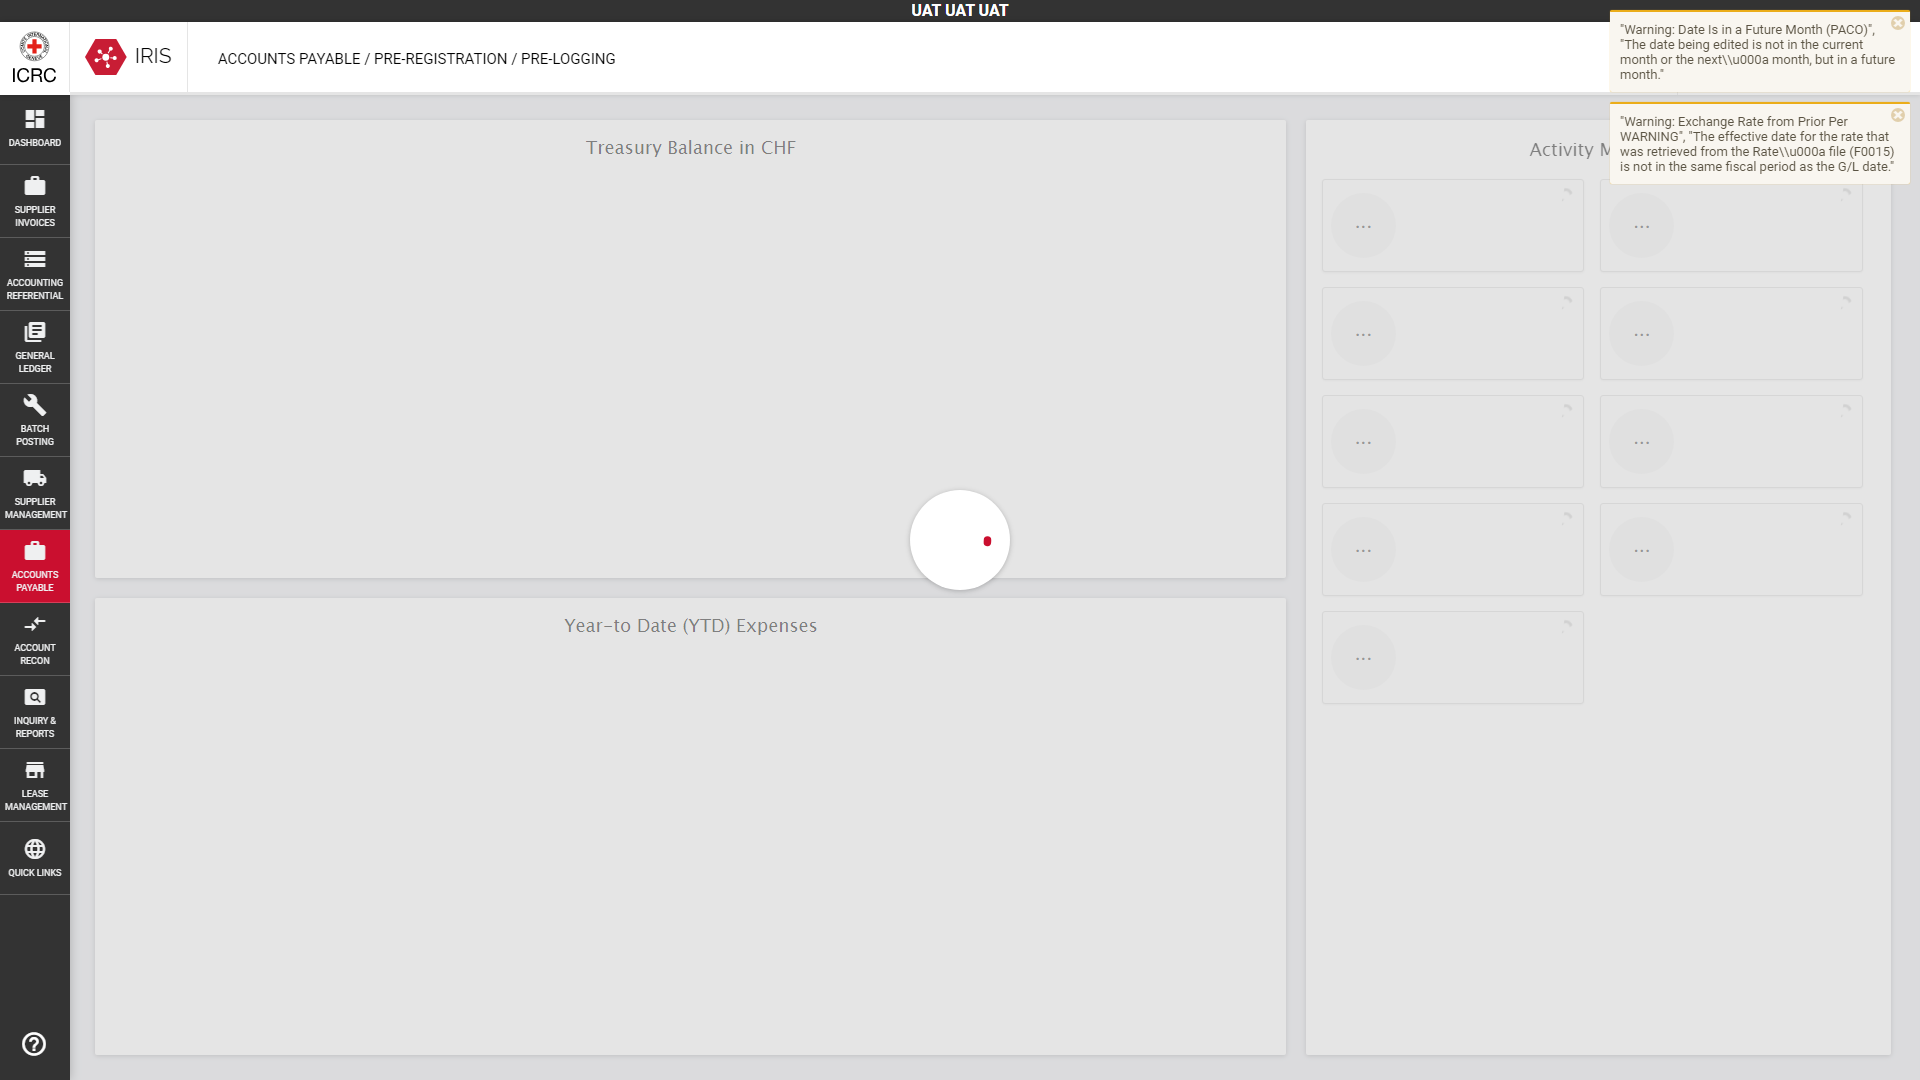 UAT UAT UAT
ICRC
IRIS
ACCOUNTS PAYABLE / PRE-REGISTRATION / PRE-LOGGING
"Warning: Date Is in a Future Month (PACO)",
"The date being edited is not in the current
month or the next\\u000a month, but in a future
month."
"Warning: Exchange Rate from Prior Per
WARNING", "The effective date for the rate that
was retrieved from the Rate\\u000a file (F0015)
is not in the same fiscal period as the G/L date."
DASHBOARD
SUPPLIER
INVOICES
ACCOUNTING
REFERENTIAL
GENERAL
LEDGER
BATCH
POSTING
SUPPLIER
MANAGEMENT
ACCOUNTS
PAYABLE
ACCOUNT
RECON
INQUIRY &
REPORTS
LEASE
MANAGEMENT
QUICK LINKS
Treasury Balance in CHF
Year-to Date (YTD) Expenses
Activity M
...
...
...
...
...
...
...
...
...